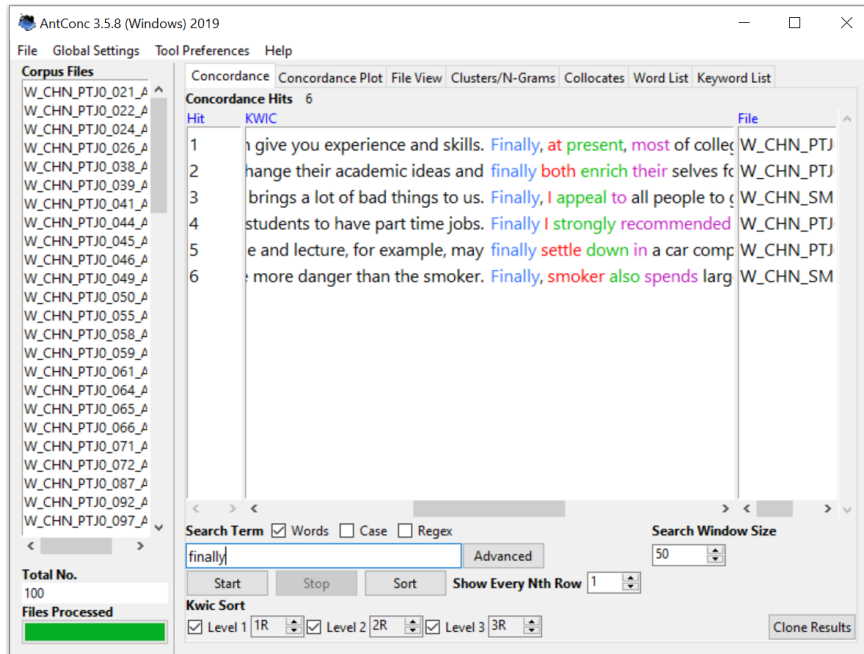 AntConc 3.5.8 (Windows) 2019
File Global Settings Tool Preferences Help
Corpus Files
W_CHN_PTJ0_021_A
W_CHN_PTJ0_022_A
W_CHN_PTJ0_024_A
W_CHN_PTJ0_026_A
W_CHN_PTJ0_038_A
W_CHN_PTJ0_039_A
W_CHN_PTJ0_041_A
W_CHN_PTJ0_044_A
W_CHN_PTJ0_045_A
W_CHN_PTJ0_046_A
W_CHN_PTJ0_049_A
W_CHN_PTJ0_050_A
W_CHN_PTJ0_055_A
W_CHN_PTJ0_058_A
W_CHN_PTJ0_059_A
W_CHN_PTJ0_061_A
W_CHN_PTJ0_064_A
W_CHN_PTJ0_065_A
W_CHN_PTJ0_066_A
W_CHN_PTJ0_071_A
W_CHN_PTJ0_072_A
W_CHN_PTJ0_087_A
W_CHN_PTJ0_092_A
W_CHN_PTJ0_097_A
Total No.
100
Files Processed
Concordance Concordance Plot File View Clusters/N-Grams Collocates Word List Keyword List
Concordance Hits 6
Hit KWIC File
1 give you experience and skills. Finally, at present, most of colleg W_CHN_PTJ
2 hange their academic ideas and finally both enrich their selves fo W_CHN_PTJ
3 brings a lot of bad things to us. Finally, I appeal to all people to g W_CHN_SM
4 students to have part time jobs. Finally I strongly recommended W_CHN_PTJ
5 e and lecture, for example, may finally settle down in a car comp W_CHN_PTJ
6 more danger than the smoker. Finally, smoker also spends larg W_CHN_SM
Search Term Words Case Regex Search Window Size
finally Advanced 50
Start Stop Sort Show Every Nth Row 1
Kwic Sort
Level 1 1R Level 2 2R Level 3 3R Clone Results